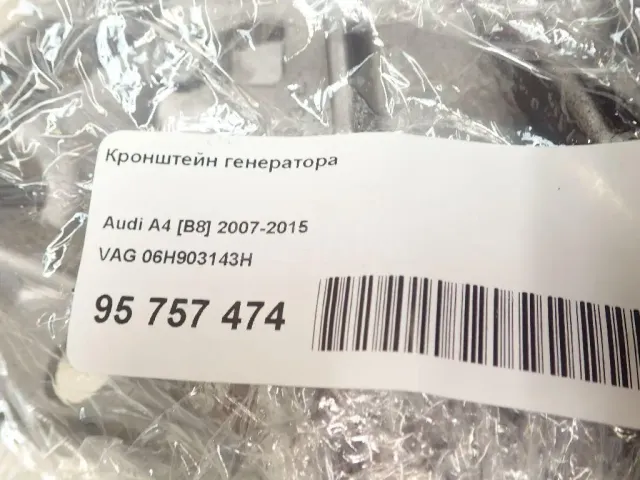 Кронштейн генератора
Audi A4 [B8] 2007-2015
VAG 06H903143H
95 757 474